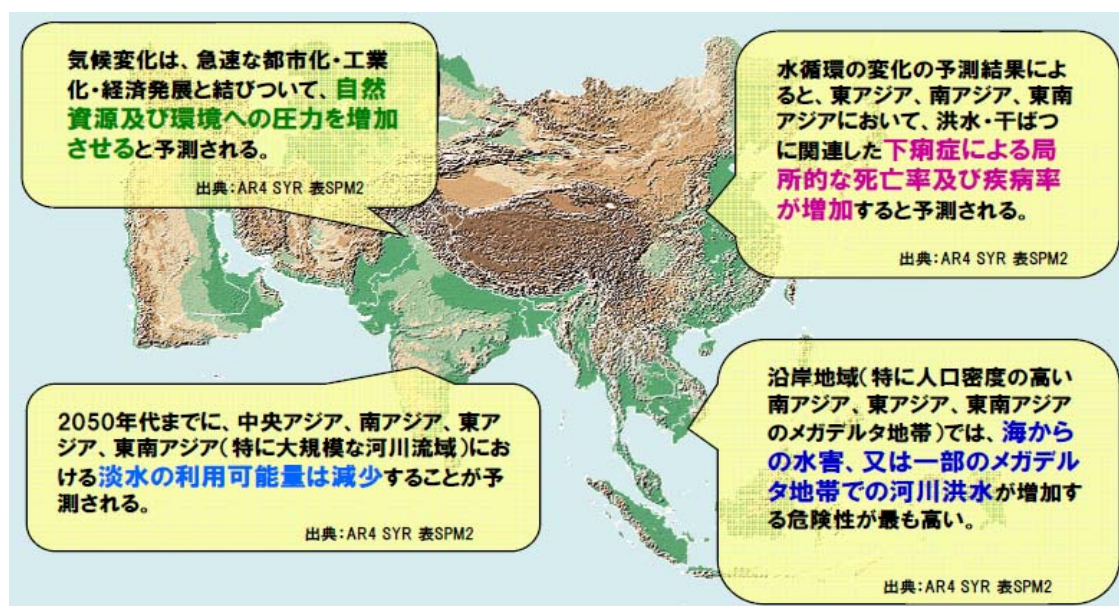 気候変化は、急速な都市化・工業
化・経済発展と結びついて、自然
資源及び環境への圧力を増加
させると予測される。
出典：AR4 SYR 表SPM2
水循環の変化の予測結果によ
ると、東アジア、南アジア、東南
アジアにおいて、洪水・干ばつ
に関連した下痢症による局
所的な死亡率及び疾病率
が増加すると予測される。
出典：AR4 SYR 表SPM2
2050年代までに、中央アジア、南アジア、東ア
ジア、東南アジア（特に大規模な河川流域）にお
ける淡水の利用可能量は減少することが予
測される。
出典：AR4 SYR 表SPM2
沿岸地域（特に人口密度の高い
南アジア、東アジア、東南アジア
のメガデルタ地帯）では、海から
の水害、又は一部のメガデル
タ地帯での河川洪水が増加す
る危険性が最も高い。
出典：AR4 SYR 表SPM2